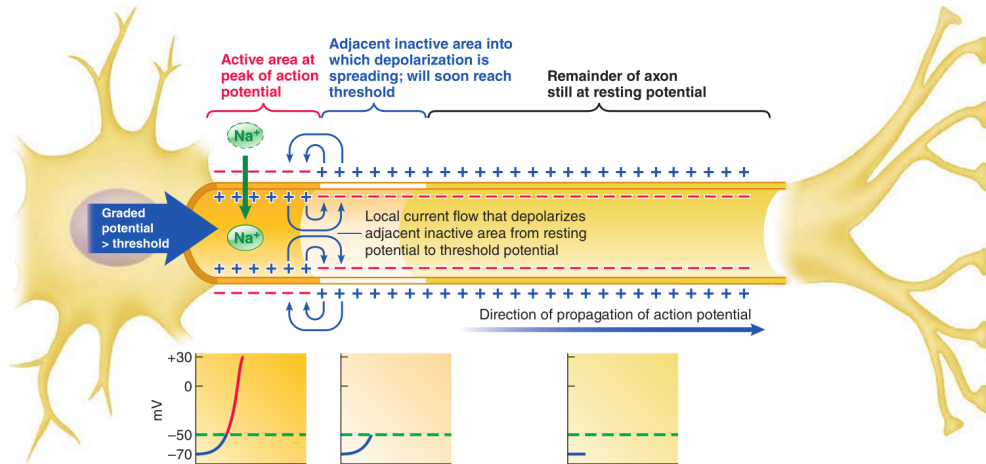 Adjacent inactive area into
which depolarization is
spreading; will soon reach
threshold
Active area at
peak of action
potential
Remainder of axon
still at resting potential
Na+
Graded
potential
> threshold
Na+
Local current flow that depolarizes
adjacent inactive area from resting
potential to threshold potential
Direction of propagation of action potential
+30
0
mV
–50
–70